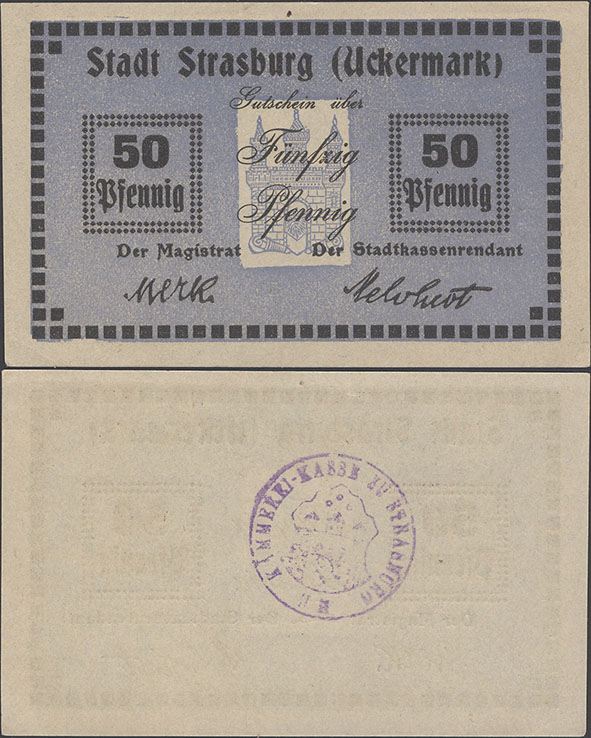 Stadt Strasburg (Uckermark)
Gutschein über
Fünfzig
Pfennig
50
Pfennig
50
Pfennig
Der Magistrat
Der Stadtkassenrendant
Merk
KÄMMEREI-KASSE ZU STRASBURG